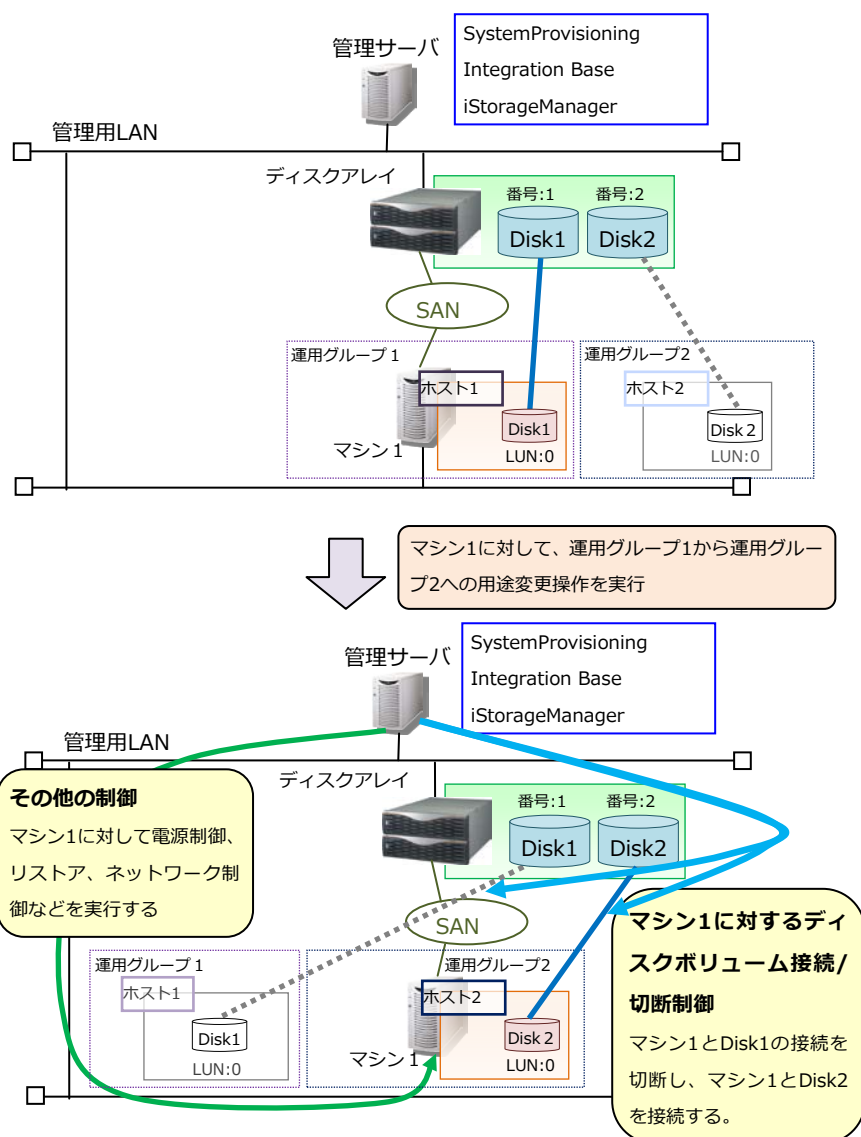 管理サーバ
SystemProvisioning
Integration Base
iStorageManager
管理用LAN
ディスクアレイ
番号:1
番号:2
Disk1
Disk2
SAN
運用グループ1
運用グループ2
ホスト1
ホスト2
Disk1
Disk2
マシン1
LUN:0
LUN:0
マシン1に対して、運用グループ1から運用グルー
プ2への用途変更操作を実行
管理サーバ
SystemProvisioning
Integration Base
iStorageManager
管理用LAN
ディスクアレイ
その他の制御
マシン1に対して電源制御、
リストア、ネットワーク制
御などを実行する
番号:1
番号:2
Disk1
Disk2
SAN
マシン1に対するディ
スクボリューム接続/
切断制御
マシン1とDisk1の接続を
切断し、マシン1とDisk2
を接続する。
運用グループ1
運用グループ2
ホスト1
ホスト2
Disk1
Disk2
マシン1
LUN:0
LUN:0